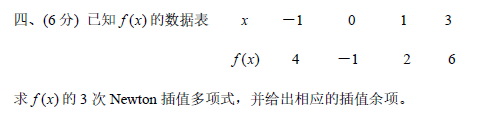 四、(6 分) 已知 f (x) 的数据表 x −1 0 1 3
f (x) 4 −1 2 6
求 f (x) 的 3 次 Newton 插值多项式，并给出相应的插值余项。